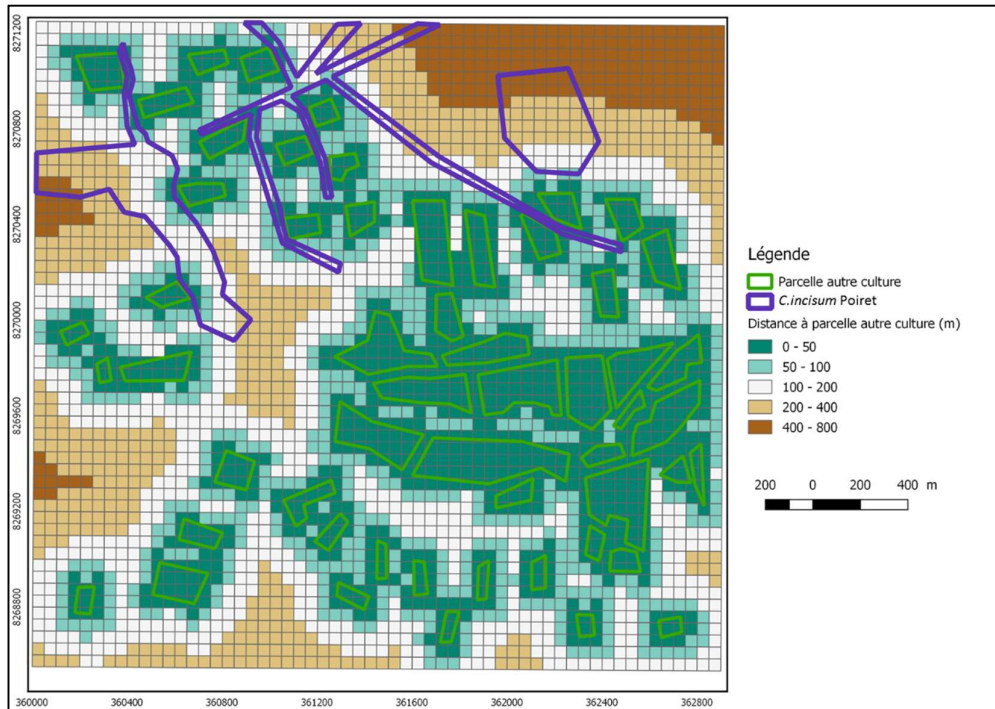 8271200
8270800
8270400
8270000
8269600
8269200
8268800
360000 360400 360800 361200 361600 362000 362400 362800
Légende
Parcelle autre culture
C.incisum Poiret
Distance à parcelle autre culture (m)
0 - 50
50 - 100
100 - 200
200 - 400
400 - 800
200 0 200 400 m